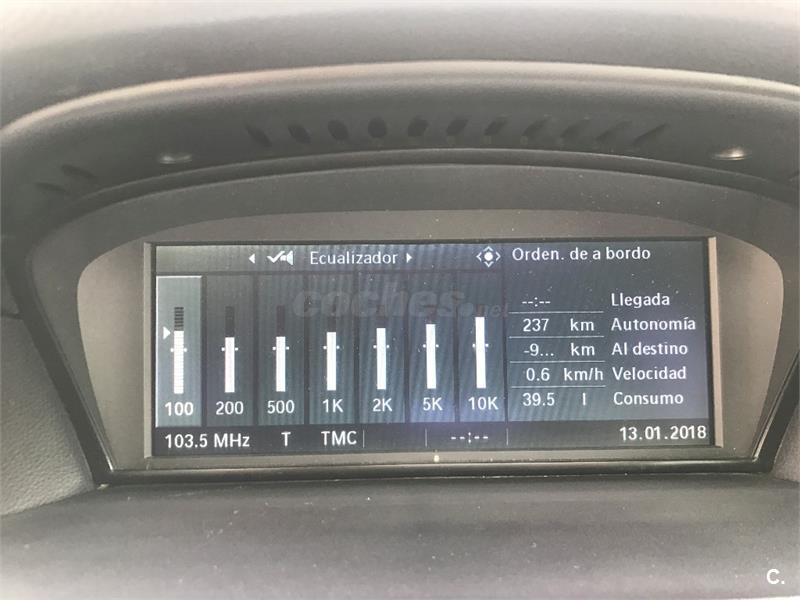 Ecualizador
Orden. de a bordo
coches.net
--:-- Llegada
237 km Autonomía
-9... km Al destino
0.6 km/h Velocidad
39.5 l Consumo
100 200 500 1K 2K 5K 10K
103.5 MHz T TMC --:-- 13.01.2018
C.